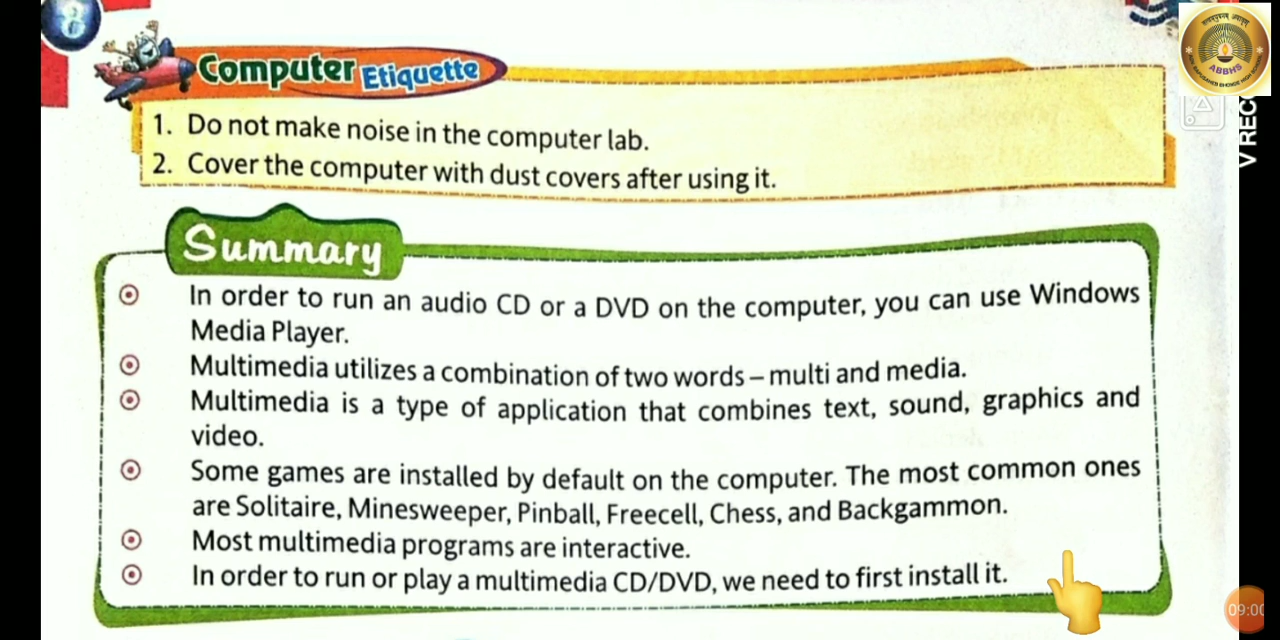 8
Computer Etiquette
1. Do not make noise in the computer lab.
2. Cover the computer with dust covers after using it.
Summary
In order to run an audio CD or a DVD on the computer, you can use Windows
Media Player.
Multimedia utilizes a combination of two words – multi and media.
Multimedia is a type of application that combines text, sound, graphics and
video.
Some games are installed by default on the computer. The most common ones
are Solitaire, Minesweeper, Pinball, Freecell, Chess, and Backgammon.
Most multimedia programs are interactive.
In order to run or play a multimedia CD/DVD, we need to first install it.
ABBHS
V REC
09:00